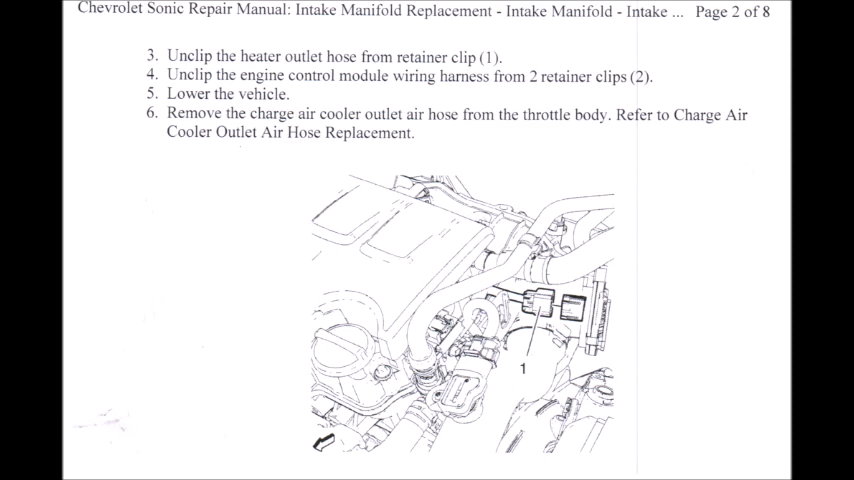 Chevrolet Sonic Repair Manual: Intake Manifold Replacement - Intake Manifold - Intake ... Page 2 of 8
3. Unclip the heater outlet hose from retainer clip (1).
4. Unclip the engine control module wiring harness from 2 retainer clips (2).
5. Lower the vehicle.
6. Remove the charge air cooler outlet air hose from the throttle body. Refer to Charge Air
Cooler Outlet Air Hose Replacement.
1